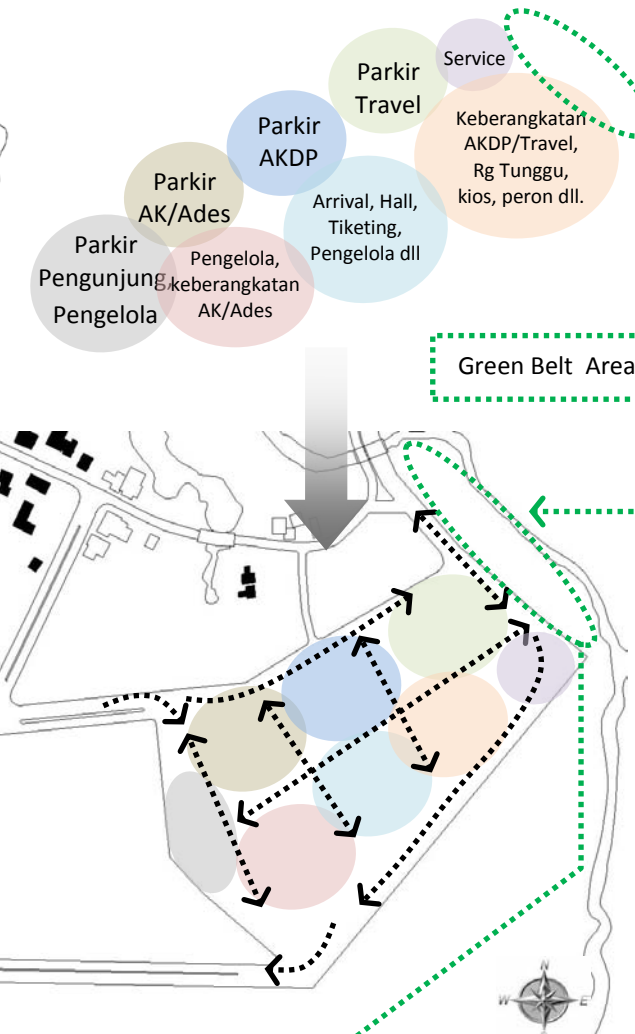 Service
Parkir
Travel
Keberangkatan
AKDP/Travel,
Rg Tunggu,
kios, peron dll.
Parkir
AKDP
Parkir
AK/Ades
Arrival, Hall,
Tiketing,
Pengelola dll
Parkir
Pengunjung,
Pengelola
Pengelola,
keberangkatan
AK/Ades
Green Belt Area
N
W
E
S